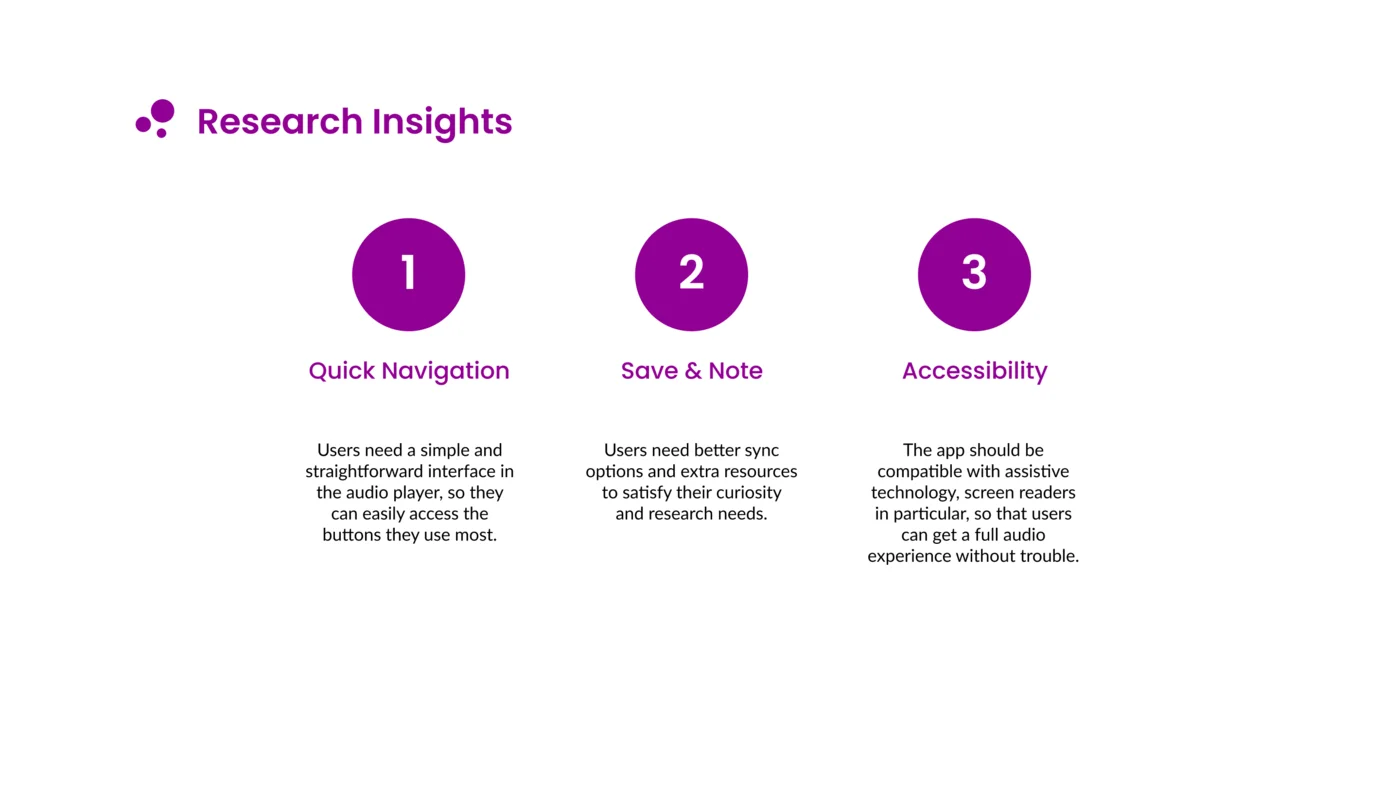 Research Insights
1
2
3
Quick Navigation
Save & Note
Accessibility
Users need a simple and
straightforward interface in
the audio player, so they
can easily access the
buttons they use most.
Users need better sync
options and extra resources
to satisfy their curiosity
and research needs.
The app should be
compatible with assistive
technology, screen readers
in particular, so that users
can get a full audio
experience without trouble.